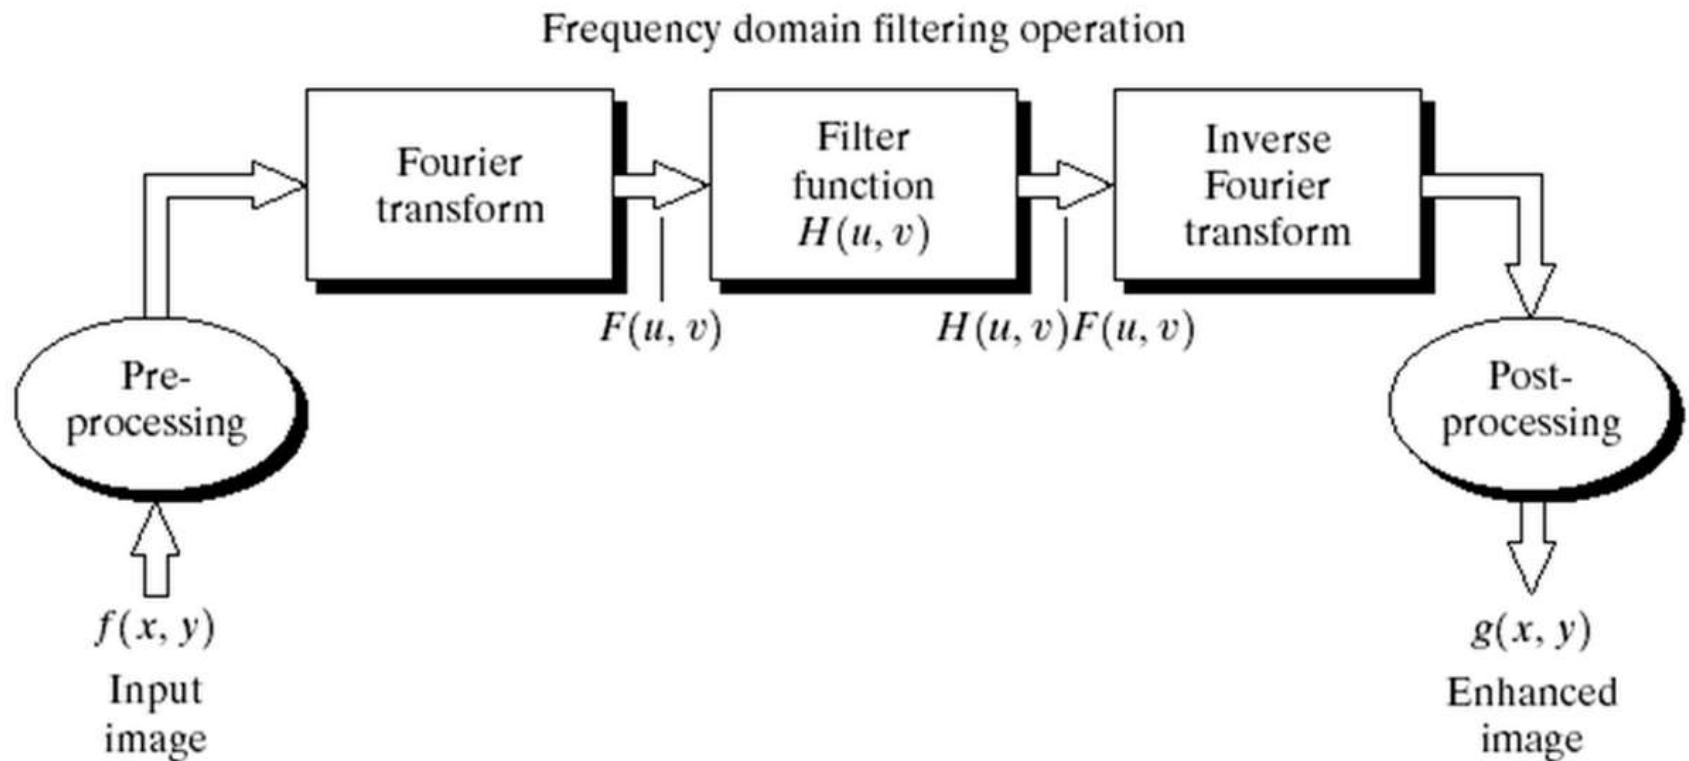 Frequency domain filtering operation
Fourier
transform
Filter
function
H(u, v)
Inverse
Fourier
transform
F(u, v)
H(u, v)F(u, v)
Pre-
processing
Post-
processing
f(x, y)
Input
image
g(x, y)
Enhanced
image